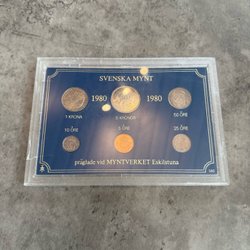 SVENSKA MYNT
1980 1980
1 KRONA 5 KRONOR 50 ÖRE
10 ÖRE 5 ÖRE 25 ÖRE
präglade vid MYNTVERKET Eskilstuna